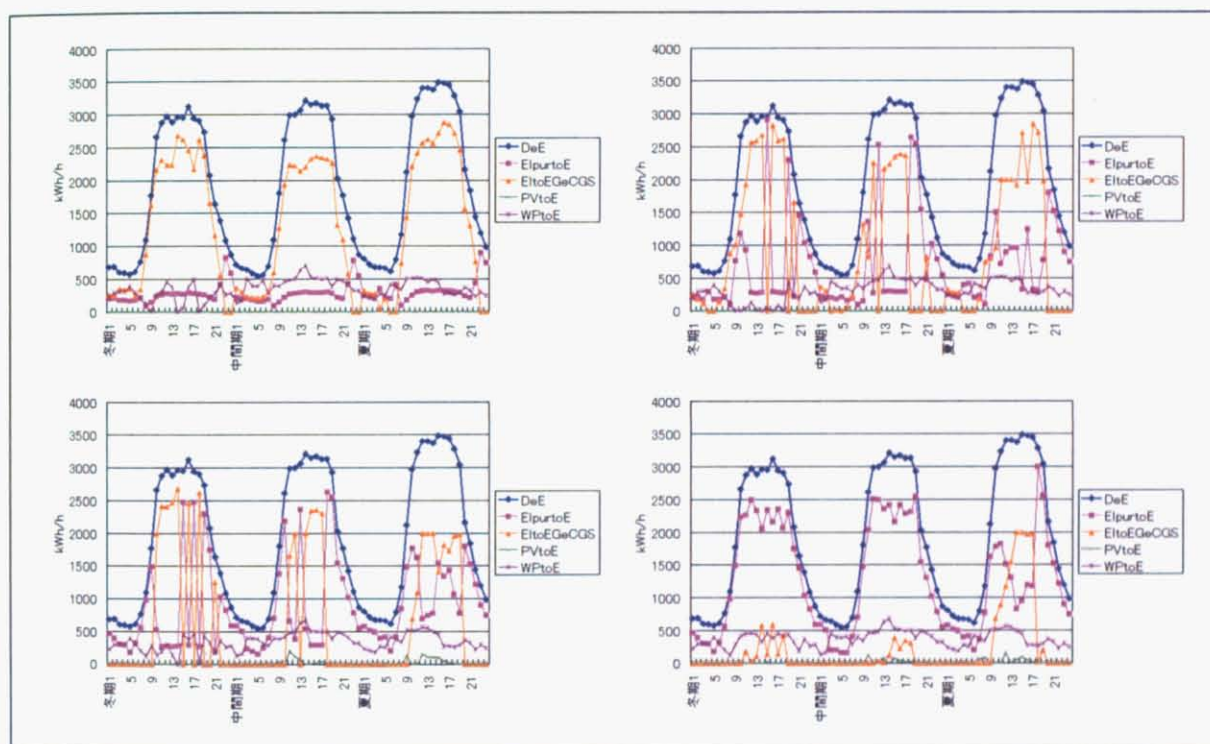 4000
3500
3000
2500
2000
1500
1000
500
0
kWh/h
冬期1 5 9 13 17 21 中間期1 5 9 13 17 21 夏期1 5 9 13 17 21
DeE
ElpurtoE
EltoEGeCGS
PVtoE
WPtoE
4000
3500
3000
2500
2000
1500
1000
500
0
kWh/h
冬期1 5 9 13 17 21 中間期1 5 9 13 17 21 夏期1 5 9 13 17 21
DeE
ElpurtoE
EltoEGeCGS
PVtoE
WPtoE
4000
3500
3000
2500
2000
1500
1000
500
0
kWh/h
冬期1 5 9 13 17 21 中間期1 5 9 13 17 21 夏期1 5 9 13 17 21
DeE
ElpurtoE
EltoEGeCGS
PVtoE
WPtoE
4000
3500
3000
2500
2000
1500
1000
500
0
kWh/h
冬期1 5 9 13 17 21 中間期1 5 9 13 17 21 夏期1 5 9 13 17 21
DeE
ElpurtoE
EltoEGeCGS
PVtoE
WPtoE